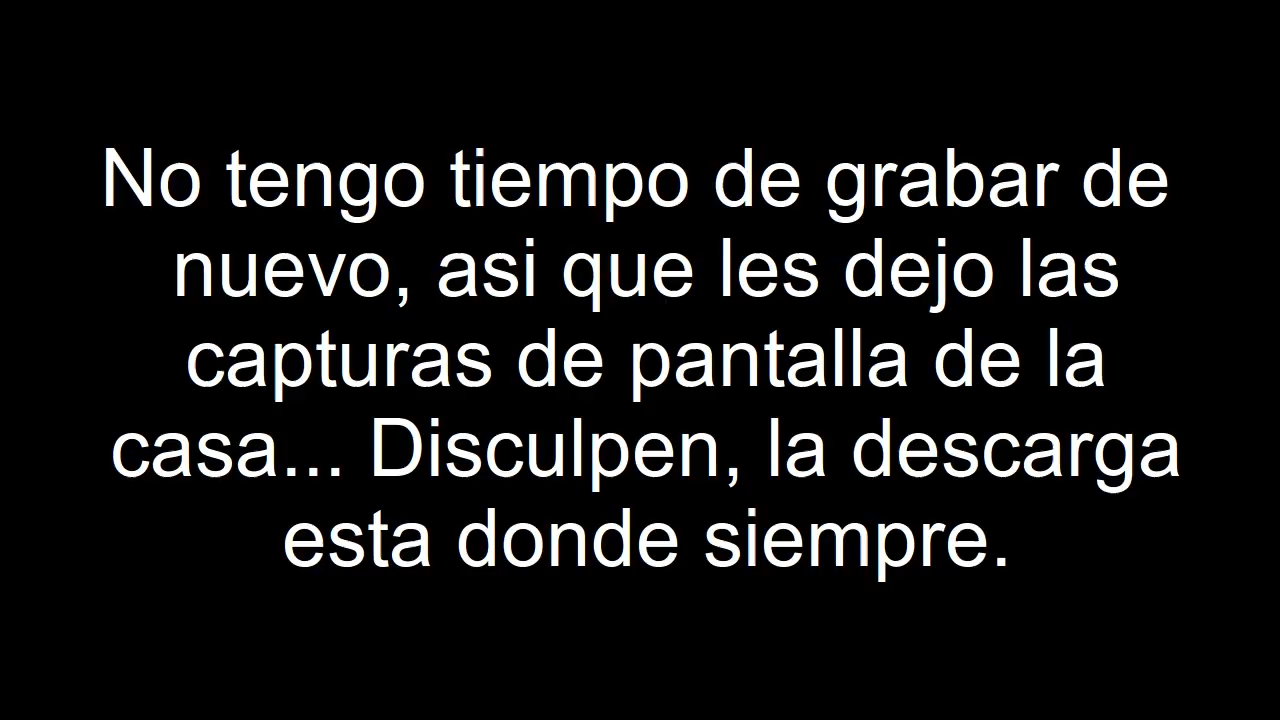 No tengo tiempo de grabar de
nuevo, asi que les dejo las
capturas de pantalla de la
casa... Disculpen, la descarga
esta donde siempre.